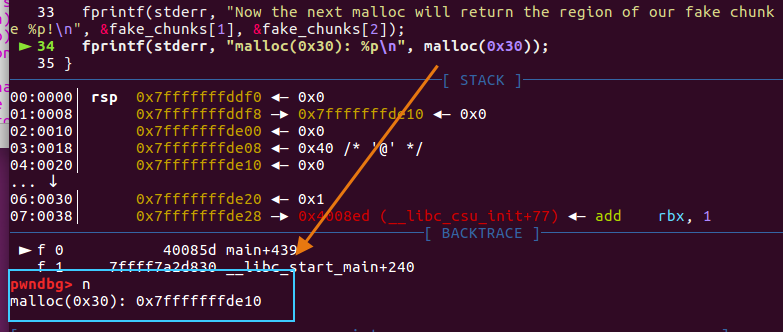 33   fprintf(stderr, "Now the next malloc will return the region of our fake chunk
e %p!\n", &fake_chunks[1], &fake_chunks[2]);
► 34   fprintf(stderr, "malloc(0x30): %p\n", malloc(0x30));
35 }
[ STACK ]
00:0000│ rsp  0x7fffffffddf0 ◂— 0x0
01:0008│      0x7fffffffddf8 —▸ 0x7fffffffde10 ◂— 0x0
02:0010│      0x7fffffffde00 ◂— 0x0
03:0018│      0x7fffffffde08 ◂— 0x40 /* '@' */
04:0020│      0x7fffffffde10 ◂— 0x0
... ↓
06:0030│      0x7fffffffde20 ◂— 0x1
07:0038│      0x7fffffffde28 —▸ 0x4008ed (__libc_csu_init+77) ◂— add    rbx, 1
[ BACKTRACE ]
► f 0           40085d main+439
f 1     7ffff7a2d830 __libc_start_main+240
pwndbg> n
malloc(0x30): 0x7fffffffde10